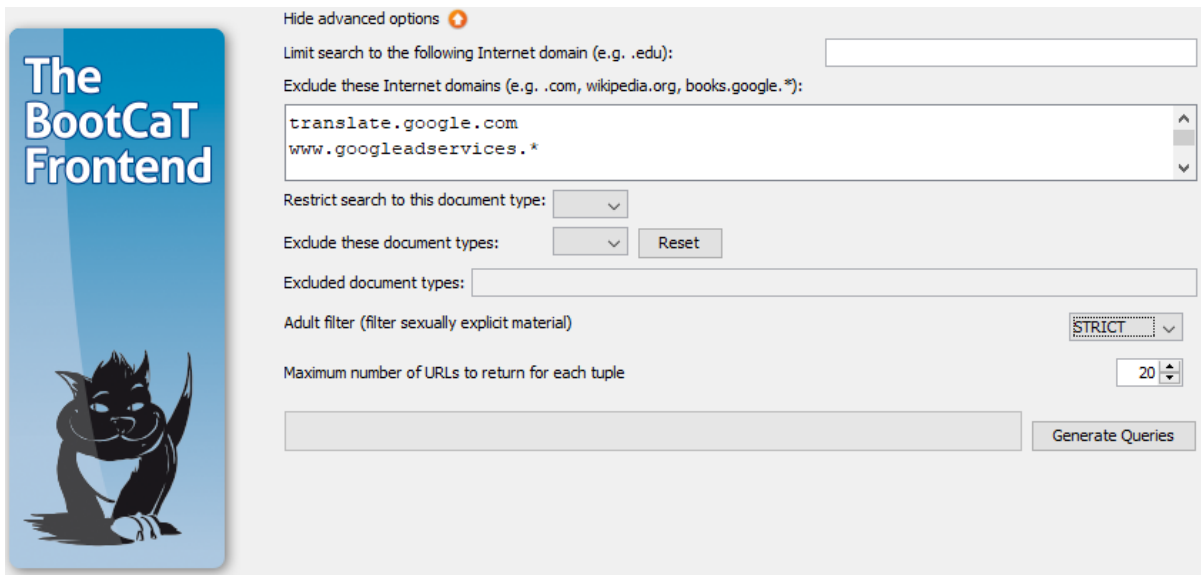 The
BootCaT
Frontend
Hide advanced options
Limit search to the following Internet domain (e.g. .edu):
Exclude these Internet domains (e.g. .com, wikipedia.org, books.google.*):
translate.google.com
www.googleadservices.*
Restrict search to this document type:
Exclude these document types: Reset
Excluded document types:
Adult filter (filter sexually explicit material) STRICT
Maximum number of URLs to return for each tuple 20
Generate Queries